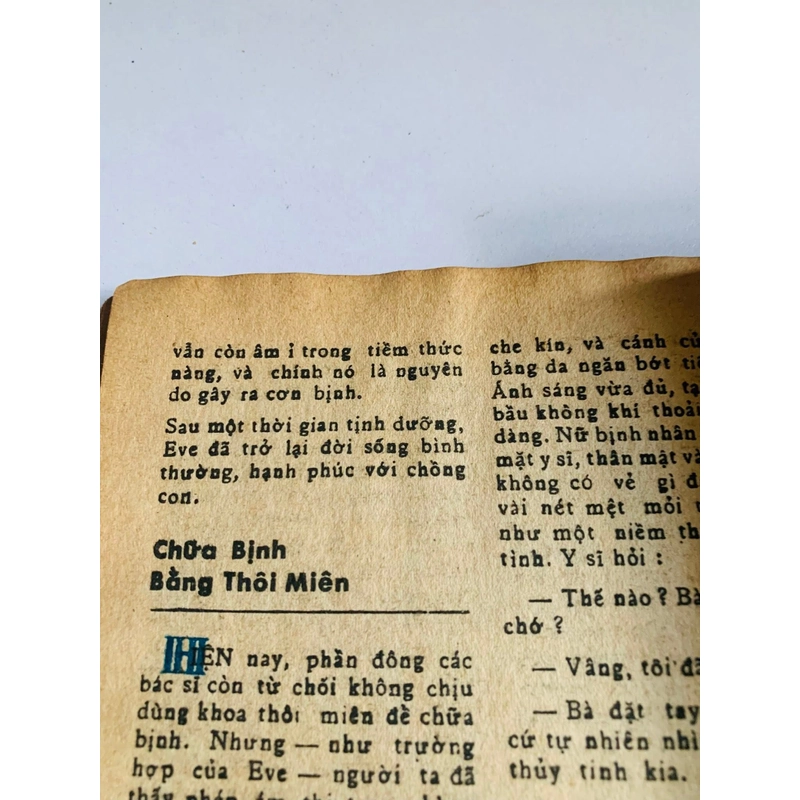 vẫn còn âm ỉ trong tiềm thức
nàng, và chính nó là nguyên
do gây ra cơn bịnh.
Sau một thời gian tịnh dưỡng,
Eve đã trở lại đời sống bình
thường, hạnh phúc với chồng
con.
Chữa Bịnh
Bằng Thôi Miên
HIỆN nay, phần đông các
bác sĩ còn từ chối không chịu
dùng khoa thôi miên để chữa
bịnh. Nhưng — như trường
hợp của Eve — người ta đã
thấy
che kín, và cánh
bằng da ngăn bớt
Ánh sáng vừa đủ,
bầu không khí
dàng. Nữ bịnh nhân
mặt y sĩ, thân mật
không có vẻ gì
vài nét mệt mỏi
như một niềm
tình. Y sĩ hỏi :
— Thế nào ? Bà
chớ ?
— Vâng, tôi
— Bà đặt tay
cứ tự nhiên
thủy tinh kia.